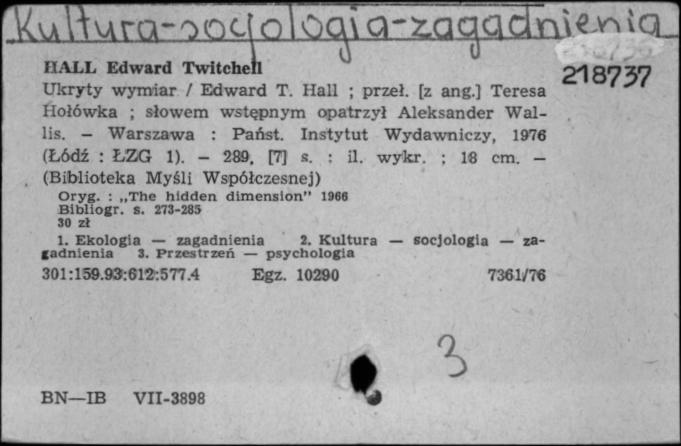 Kultura-socjologia-zagadnienia
HALL Edward Twitchell
218737
Ukryty wymiar / Edward T. Hall ; przeł. [z ang.] Teresa
Hołówka ; słowem wstępnym opatrzył Aleksander Wal-
lis. — Warszawa : Państ. Instytut Wydawniczy, 1976
(Łódź : ŁZG 1). — 289, [7] s. : il. wykr. ; 18 cm. —
(Biblioteka Myśli Współczesnej)
Oryg. : „The hidden dimension" 1966
Bibliogr. s. 273-285
30 zł
1. Ekologia — zagadnienia 2. Kultura — socjologia — za-
gadnienia 3. Przestrzeń — psychologia
301:159.93:612:577.4 Egz. 10290 7361/76
3
BN—IB VII-3898